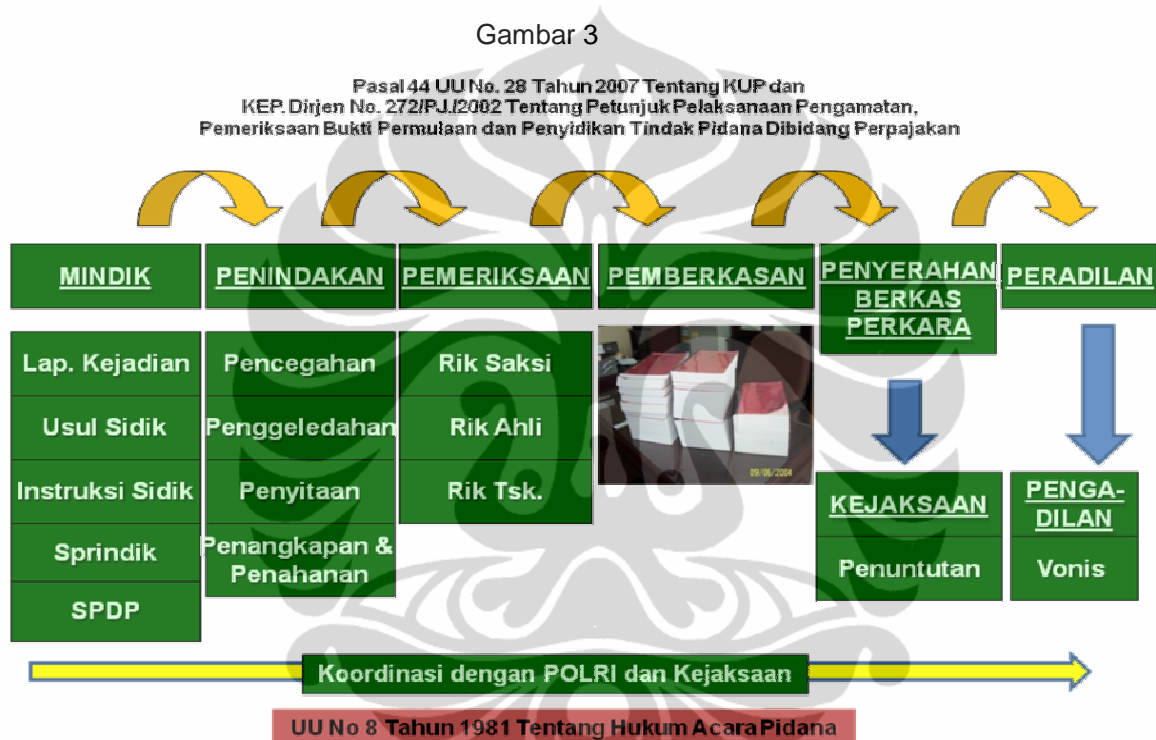 Gambar 3
Pasal 44 UU No. 28 Tahun 2007 Tentang KUP dan
KEP. Dirjen No. 272/PJ./2002 Tentang Petunjuk Pelaksanaan Pengamatan,
Pemeriksaan Bukti Permulaan dan Penyidikan Tindak Pidana Dibidang Perpajakan
MINDIK
Lap. Kejadian
Usul Sidik
Instruksi Sidik
Sprindik
SPDP
PENINDAKAN
Pencegahan
Penggeledahan
Penyitaan
Penangkapan &
Penahanan
PEMERIKSAAN
Rik Saksi
Rik Ahli
Rik Tsk.
PEMBERKASAN
09/06/2004
PENYERAHAN
BERKAS
PERKARA
KEJAKSAAN
Penuntutan
PERADILAN
PENGA-
DILAN
Vonis
Koordinasi dengan POLRI dan Kejaksaan
UU No 8 Tahun 1981 Tentang Hukum Acara Pidana